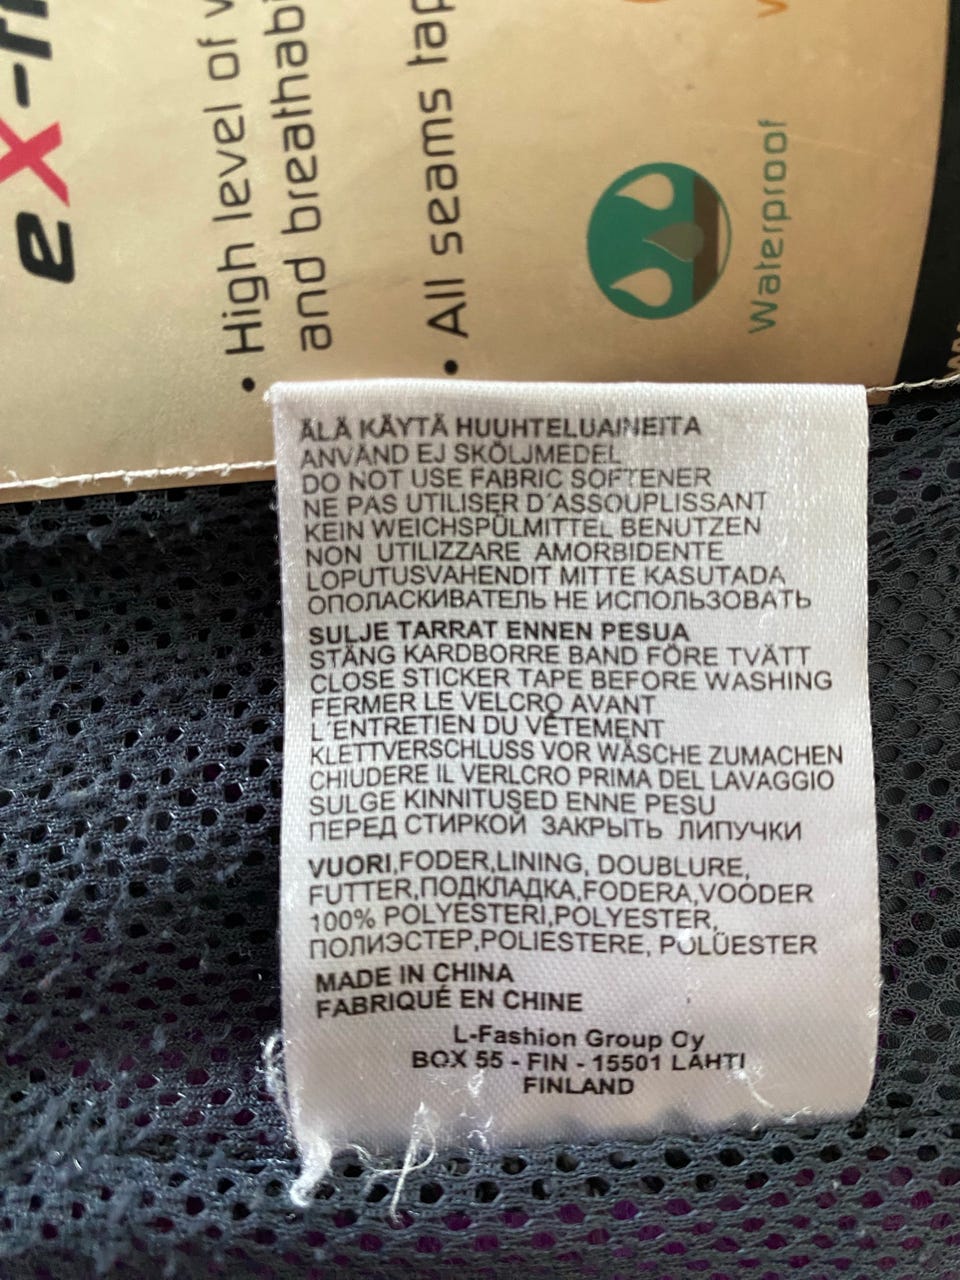 eX-
• High level of
and breathabi
• All seams tap
Waterproof
ÄLÄ KÄYTÄ HUUHTELUAINEITA
ANVÄND EJ SKÖLJMEDEL
DO NOT USE FABRIC SOFTENER
NE PAS UTILISER D´ASSOUPLISSANT
KEIN WEICHSPÜLMITTEL BENUTZEN
NON UTILIZZARE AMORBIDENTE
LOPUTUSVAHENDIT MITTE KASUTADA
ОПОЛАСКИВАТЕЛЬ НЕ ИСПОЛЬЗОВАТЬ
SULJE TARRAT ENNEN PESUA
STÄNG KARDBORRE BAND FÖRE TVÄTT
CLOSE STICKER TAPE BEFORE WASHING
FERMER LE VELCRO AVANT
L´ENTRETIEN DU VÊTEMENT
KLETTVERSCHLUSS VOR WÄSCHE ZUMACHEN
CHIUDERE IL VERLCRO PRIMA DEL LAVAGGIO
SULGE KINNITUSED ENNE PESU
ПЕРЕД СТИРКОЙ ЗАКРЫТЬ ЛИПУЧКИ
VUORI,FODER,LINING, DOUBLURE,
FUTTER,ПОДКЛАДКА,FODERA,VOODER
100% POLYESTERI,POLYESTER,
ПОЛИЭСТЕР,POLIESTERE, POLÜESTER
MADE IN CHINA
FABRIQUÉ EN CHINE
L-Fashion Group Oy
BOX 55 - FIN - 15501 LAHTI
FINLAND